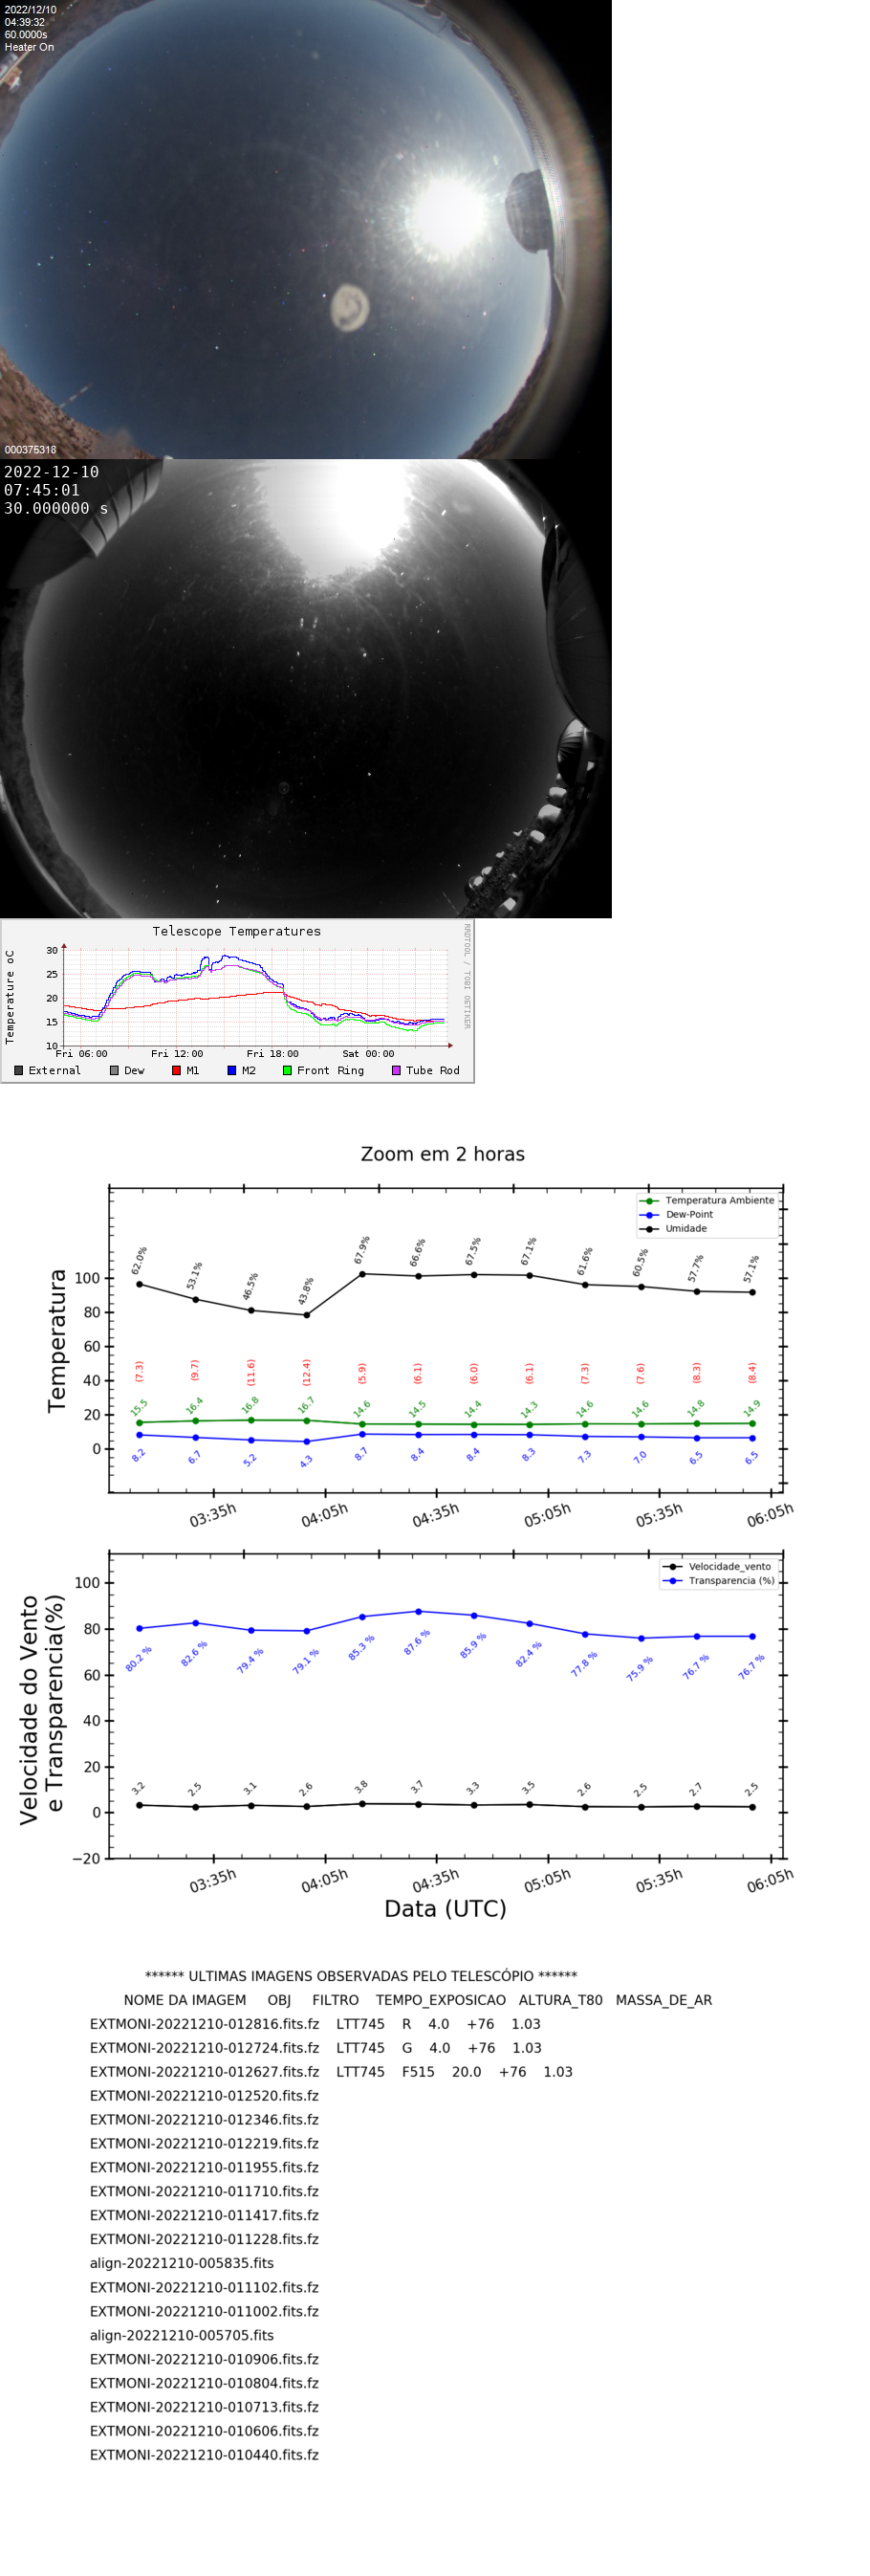 2022/12/10
04:39:32
60.0000s
Heater On
000375318
2022-12-10
07:45:01
30.000000 s
Telescope Temperatures
RRDTOOL / TOBI OETIKER
Temperature oC
30
25
20
15
10
Fri 06:00 Fri 12:00 Fri 18:00 Sat 00:00
External Dew M1 M2 Front Ring Tube Rod
Zoom em 2 horas
Temperatura Ambiente
Dew-Point
Umidade
Temperatura
100
80
60
40
20
0
62.0% 53.1% 46.5% 43.8% 67.9% 66.6% 67.5% 67.1% 61.6% 60.5% 57.7% 57.1%
(7.3) (9.7) (11.6) (12.4) (5.9) (6.1) (6.0) (6.1) (7.3) (7.6) (8.3) (8.4)
15.5 16.4 16.8 16.7 14.6 14.5 14.4 14.3 14.6 14.6 14.8 14.9
8.2 6.7 5.2 4.3 8.7 8.4 8.4 8.3 7.3 7.0 6.5 6.5
03:35h 04:05h 04:35h 05:05h 05:35h 06:05h
Velocidade_vento
Transparencia (%)
Velocidade do Vento
e Transparencia(%)
100
80
60
40
20
0
−20
80.2 % 82.6 % 79.4 % 79.1 % 85.3 % 87.6 % 85.9 % 82.4 % 77.8 % 75.9 % 76.7 % 76.7 %
3.2 2.5 3.1 2.6 3.8 3.7 3.3 3.5 2.6 2.5 2.7 2.5
03:35h 04:05h 04:35h 05:05h 05:35h 06:05h
Data (UTC)
****** ULTIMAS IMAGENS OBSERVADAS PELO TELESCÓPIO ******
NOME DA IMAGEM OBJ FILTRO TEMPO_EXPOSICAO ALTURA_T80 MASSA_DE_AR
EXTMONI-20221210-012816.fits.fz LTT745 R 4.0 +76 1.03
EXTMONI-20221210-012724.fits.fz LTT745 G 4.0 +76 1.03
EXTMONI-20221210-012627.fits.fz LTT745 F515 20.0 +76 1.03
EXTMONI-20221210-012520.fits.fz
EXTMONI-20221210-012346.fits.fz
EXTMONI-20221210-012219.fits.fz
EXTMONI-20221210-011955.fits.fz
EXTMONI-20221210-011710.fits.fz
EXTMONI-20221210-011417.fits.fz
EXTMONI-20221210-011228.fits.fz
align-20221210-005835.fits
EXTMONI-20221210-011102.fits.fz
EXTMONI-20221210-011002.fits.fz
align-20221210-005705.fits
EXTMONI-20221210-010906.fits.fz
EXTMONI-20221210-010804.fits.fz
EXTMONI-20221210-010713.fits.fz
EXTMONI-20221210-010606.fits.fz
EXTMONI-20221210-010440.fits.fz